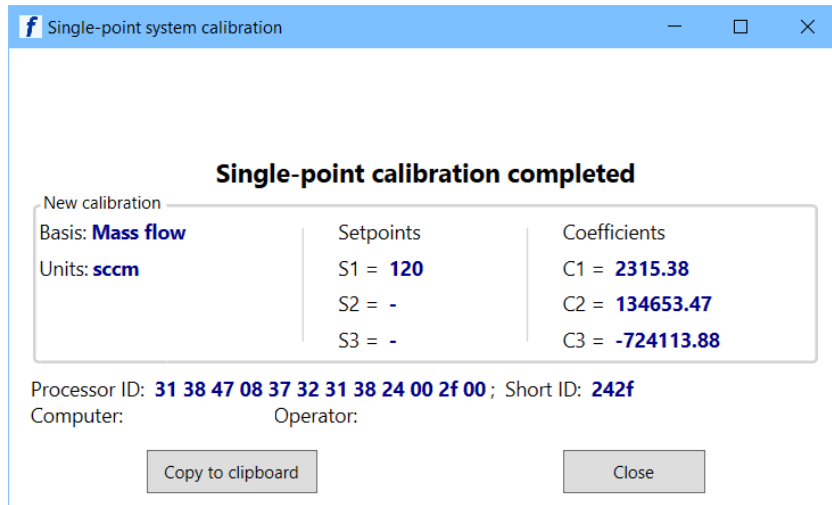 f Single-point system calibration
Single-point calibration completed
New calibration
Basis: Mass flow
Units: sccm
Setpoints
S1 = 120
S2 = -
S3 = -
Coefficients
C1 = 2315.38
C2 = 134653.47
C3 = -724113.88
Processor ID: 31 38 47 08 37 32 31 38 24 00 2f 00 ; Short ID: 242f
Computer: Operator:
Copy to clipboard
Close